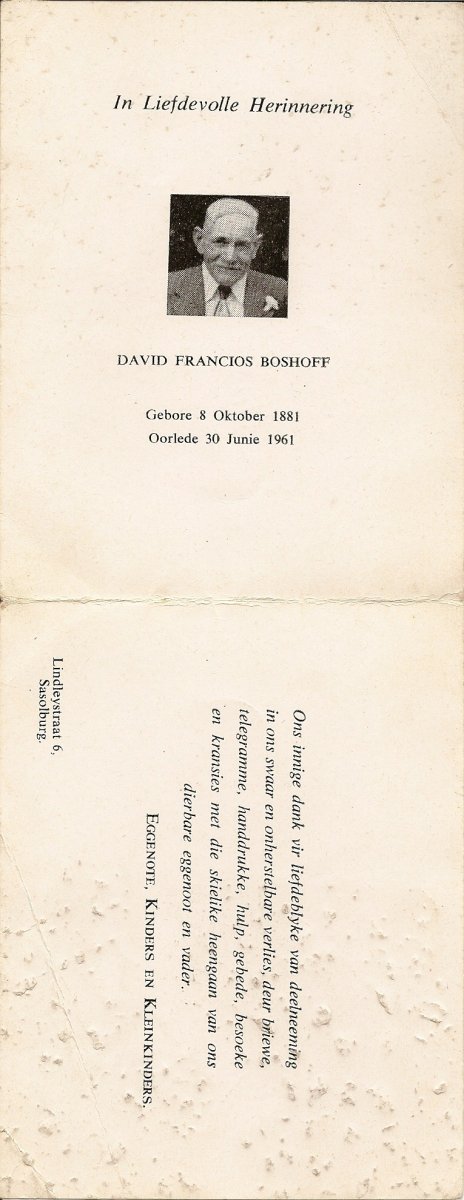 In Liefdevolle Herinnering
DAVID FRANCIOS BOSHOFF
Gebore 8 Oktober 1881
Oorlede 30 Junie 1961
Ons innige dank vir liefdeblyke van deelneeming
in ons swaar en onherstelbare verlies, deur briewe,
telegramme, handdrukke, hulp, gebede, besoeke
en kransies met die skielike heengaan van ons
dierbare eggenoot en vader.
EGGENOTE, KINDERS EN KLEINKINDERS.
Lindleystraat 6,
Sasolburg.